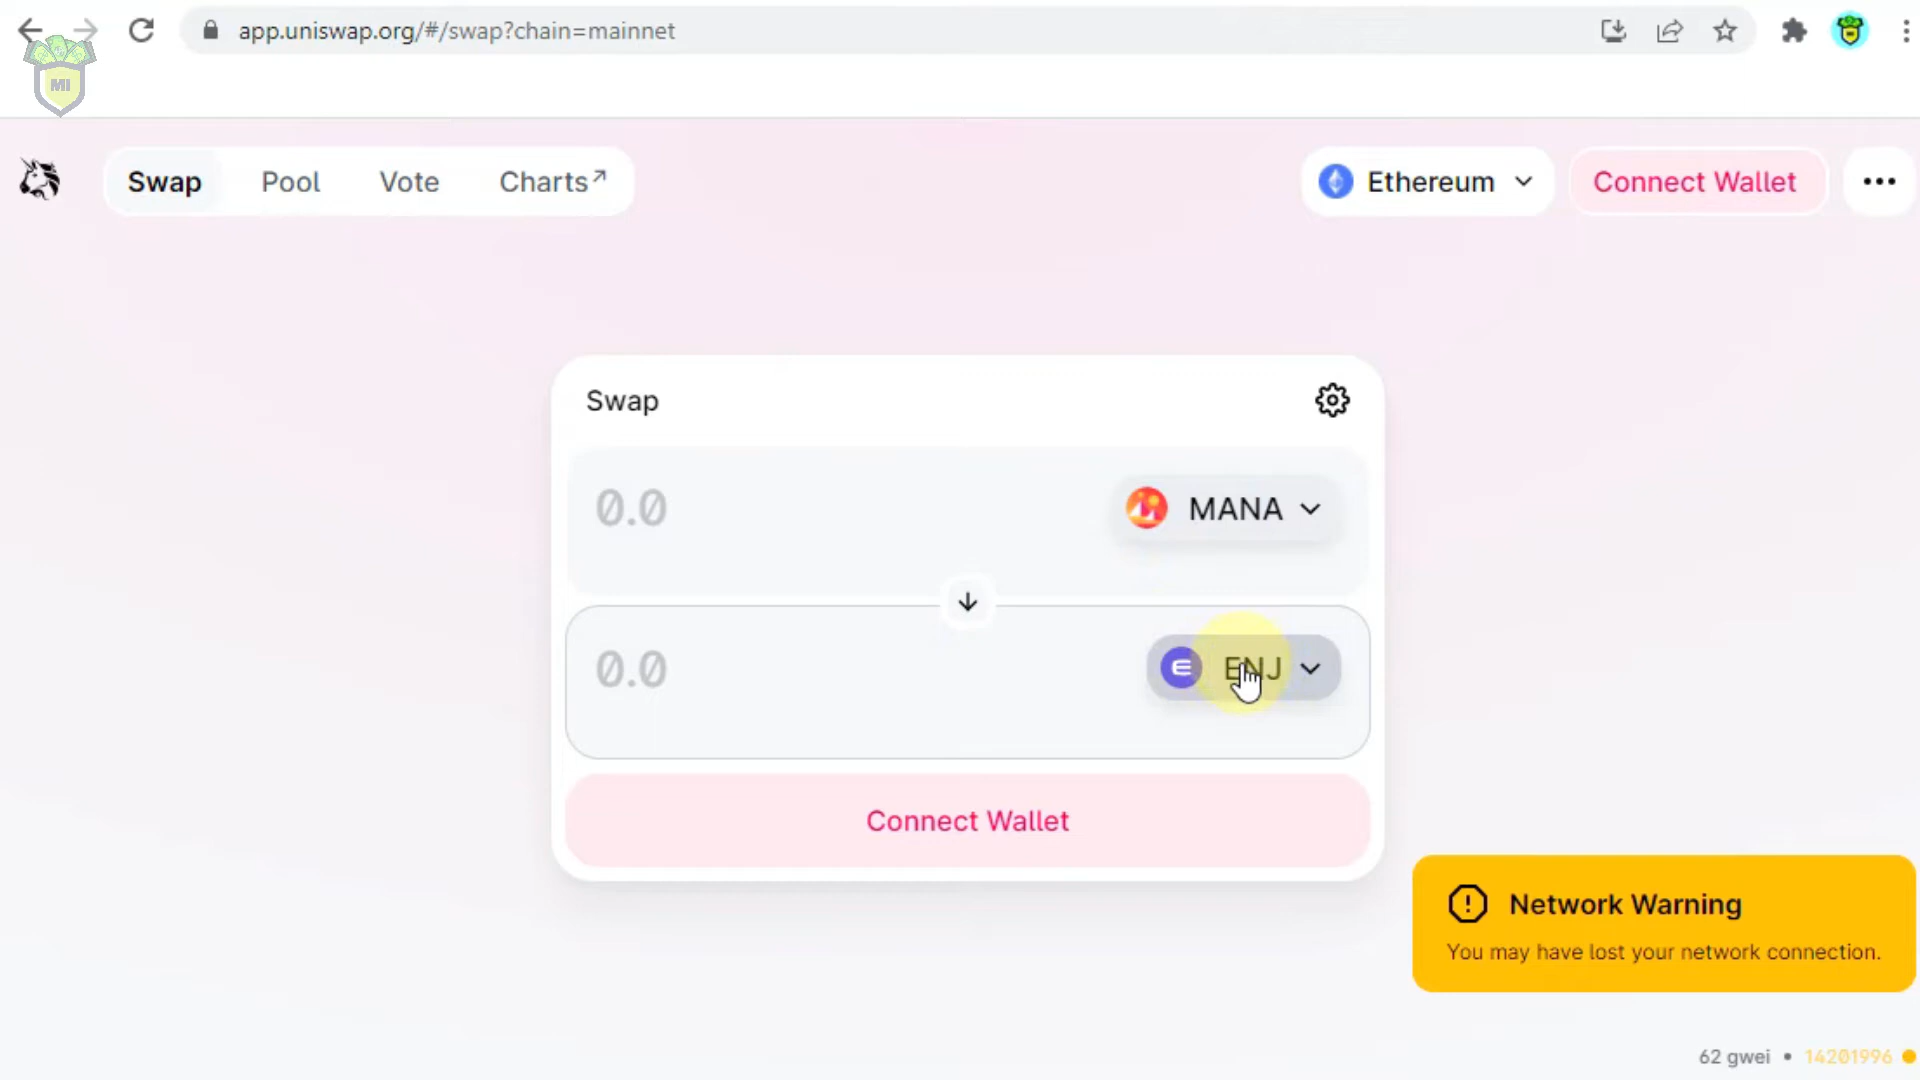 app.uniswap.org/#/swap?chain=mainnet
MI
Swap
Pool
Vote
Charts↗
Ethereum
Connect Wallet
Swap
0.0
MANA
0.0
ENJ
Connect Wallet
Network Warning
You may have lost your network connection.
62 gwei • 14201996